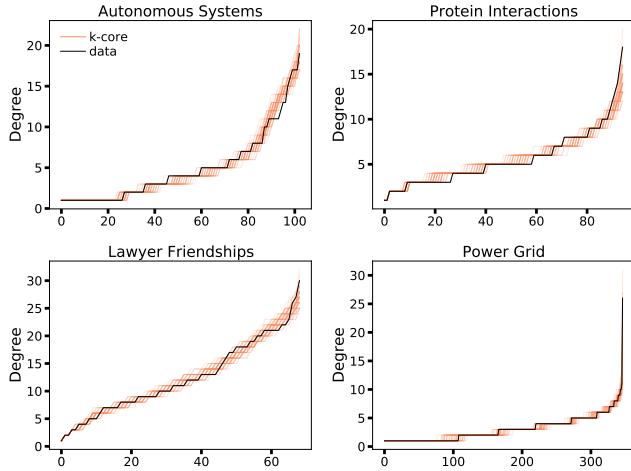 Autonomous Systems
Degree
20
15
10
5
0
k-core
data
0 20 40 60 80 100
Protein Interactions
Degree
20
15
10
5
0 20 40 60 80
Lawyer Friendships
Degree
30
25
20
15
10
5
0
0 20 40 60
Power Grid
Degree
30
25
20
15
10
5
0
0 100 200 300